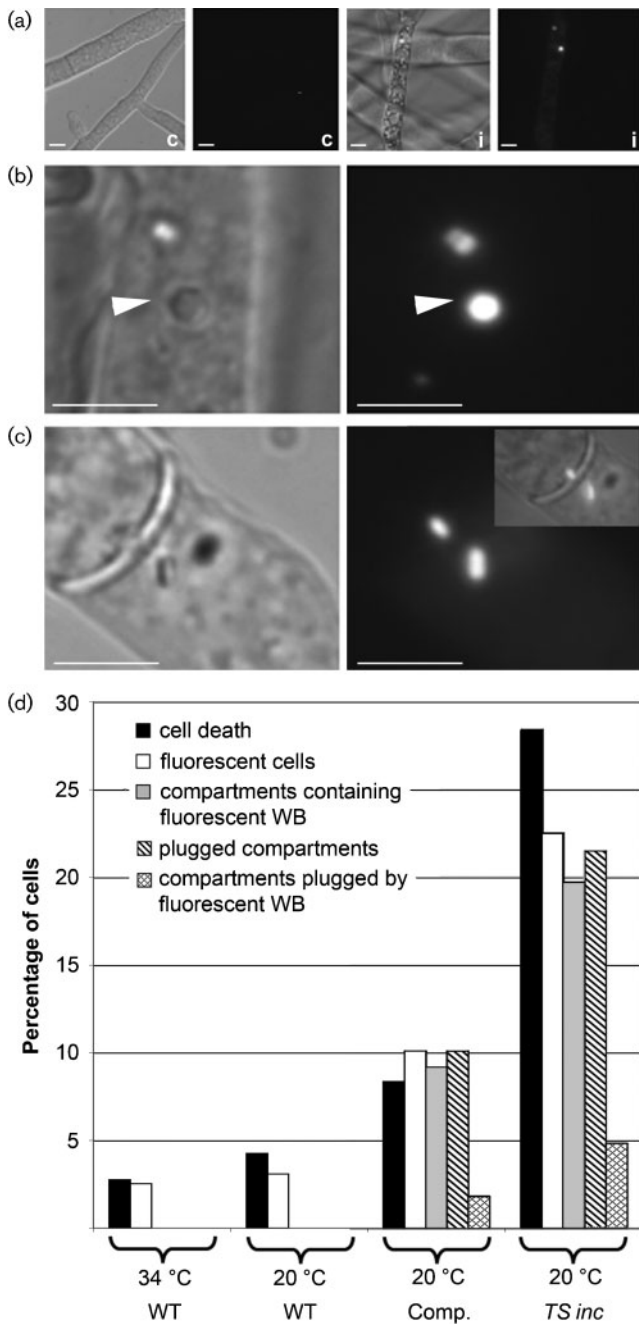 (a)
c
c
i
i
(b)
(c)
(d)
30
25
20
15
10
5
Percentage of cells
cell death
fluorescent cells
compartments containing
fluorescent WB
plugged compartments
compartments plugged by
fluorescent WB
34 °C
20 °C
20 °C
20 °C
WT
WT
Comp.
TS inc